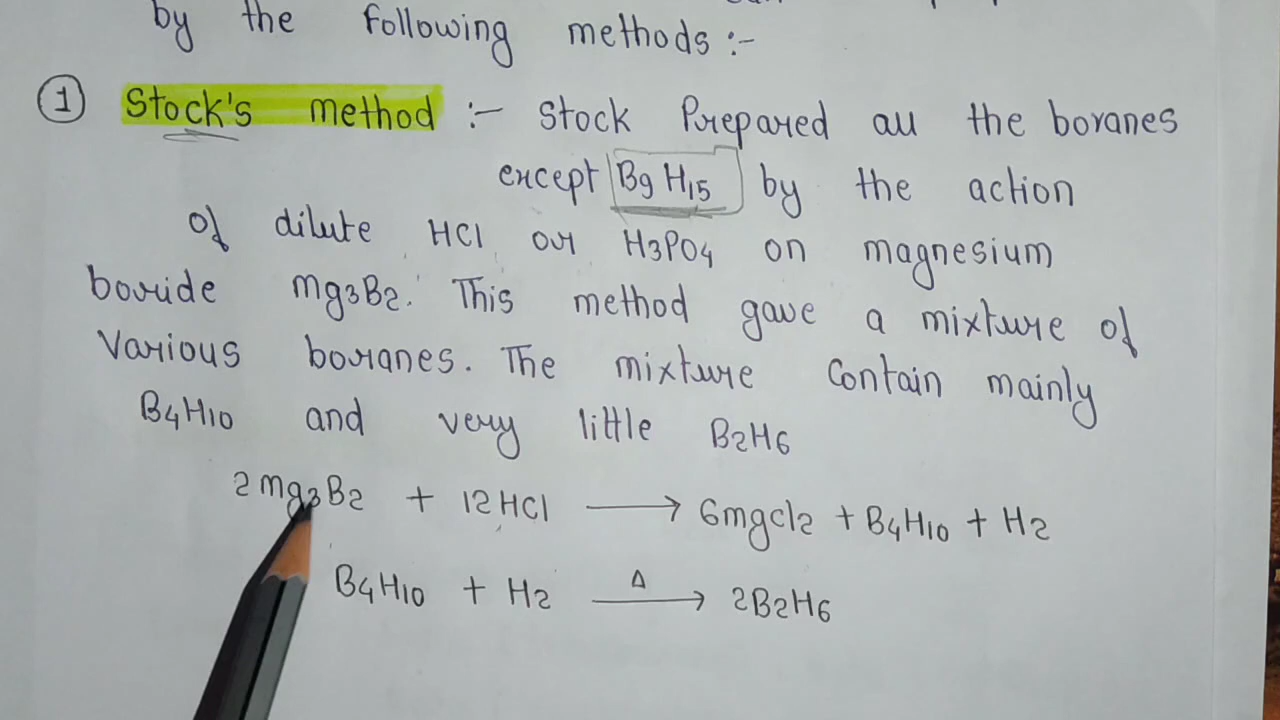 by the following methods :-
① Stock's method :- Stock Prepared all the boranes
except B9 H15 by the action
of dilute HCl or H3PO4 on magnesium
boride mg3B2. This method gave a mixture of
Various boranes. The mixture contain mainly
B4H10 and very little B2H6
2mg3B2 + 12HCl ⟶ 6mgcl2 + B4H10 + H2
B4H10 + H2 —Δ→ 2B2H6